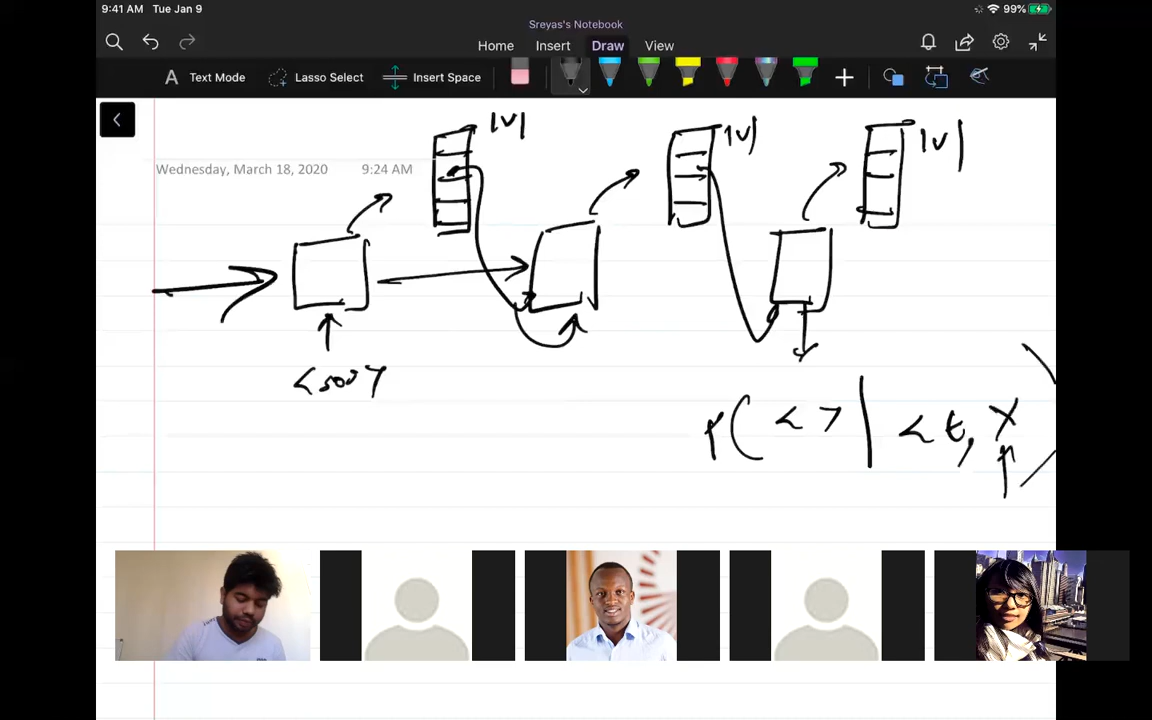 9:41 AM Tue Jan 9
99%
Sreyas's Notebook
Home Insert Draw View
A Text Mode Lasso Select Insert Space
|V| |V| |V|
Wednesday, March 18, 2020 9:24 AM
P( < > | < t, X )